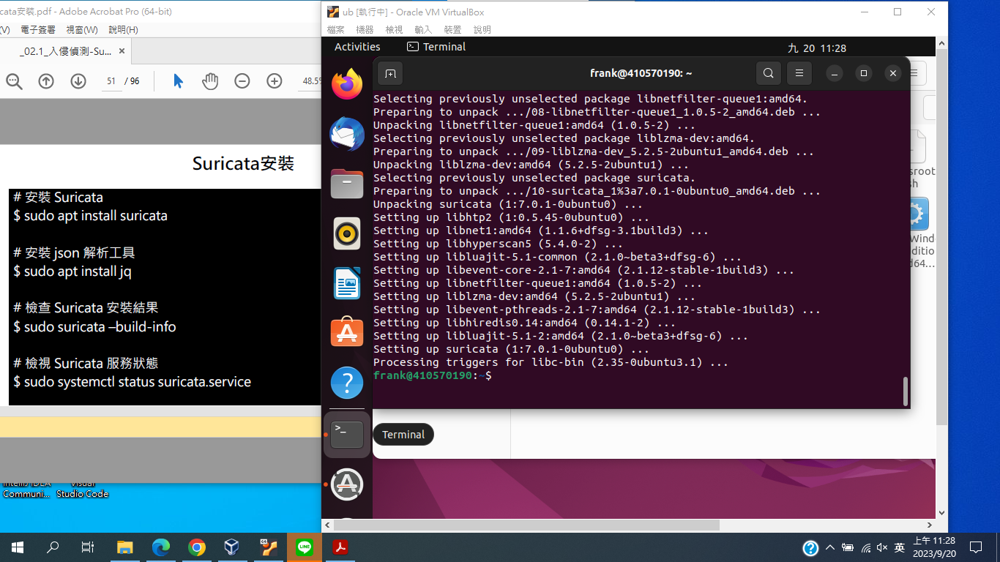 cata安裝.pdf - Adobe Acrobat Pro (64-bit)
(V) 電子簽署 視窗(W) 說明(H)
_02.1_入侵偵測-Su... ×
51 / 96 48.5%
Suricata安裝
# 安裝 Suricata
$ sudo apt install suricata
# 安裝 json 解析工具
$ sudo apt install jq
# 檢查 Suricata 安裝結果
$ sudo suricata –build-info
# 檢視 Suricata 服務狀態
$ sudo systemctl status suricata.service
Communi...
Visual
Studio Code
ub [執行中] - Oracle VM VirtualBox
檔案 機器 檢視 輸入 裝置 說明
Activities Terminal 九 20 11:28
frank@410570190: ~
Selecting previously unselected package libnetfilter-queue1:amd64.
Preparing to unpack .../08-libnetfilter-queue1_1.0.5-2_amd64.deb ...
Unpacking libnetfilter-queue1:amd64 (1.0.5-2) ...
Selecting previously unselected package liblzma-dev:amd64.
Preparing to unpack .../09-liblzma-dev_5.2.5-2ubuntu1_amd64.deb ...
Unpacking liblzma-dev:amd64 (5.2.5-2ubuntu1) ...
Selecting previously unselected package suricata.
Preparing to unpack .../10-suricata_1%3a7.0.1-0ubuntu0_amd64.deb ...
Unpacking suricata (1:7.0.1-0ubuntu0) ...
Setting up libhtp2 (1:0.5.45-0ubuntu0) ...
Setting up libnet1:amd64 (1.1.6+dfsg-3.1build3) ...
Setting up libhyperscan5 (5.4.0-2) ...
Setting up libluajit-5.1-common (2.1.0~beta3+dfsg-6) ...
Setting up libevent-core-2.1-7:amd64 (2.1.12-stable-1build3) ...
Setting up libnetfilter-queue1:amd64 (1.0.5-2) ...
Setting up liblzma-dev:amd64 (5.2.5-2ubuntu1) ...
Setting up libevent-pthreads-2.1-7:amd64 (2.1.12-stable-1build3) ...
Setting up libhiredis0.14:amd64 (0.14.1-2) ...
Setting up libluajit-5.1-2:amd64 (2.1.0~beta3+dfsg-6) ...
Setting up suricata (1:7.0.1-0ubuntu0) ...
Processing triggers for libc-bin (2.35-0ubuntu3.1) ...
frank@410570190:~$
Terminal
sroot
sh
Wind
ditio
d64...
LINE
英
上午 11:28
2023/9/20